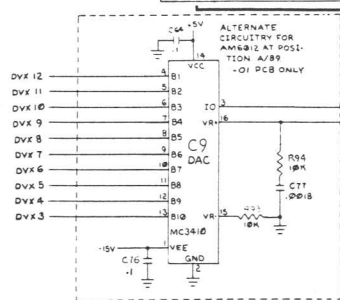 +5V
C64
.1
ALTERNATE
CIRCUITRY FOR
AM6012 AT POSI-
TION A/B9
-01 PCB ONLY
14
VCC
DVX 12 4 B1
DVX 11 5 B2
DVX 10 6 B3 IO 3
DVX 9 7 B4 VR+ 16
DVX 8 8 B5
DVX 7 9 B6
DVX 6 10 B7
DVX 5 11 B8
DVX 4 12 B9
DVX 3 13 B10 VR- 15
C9
DAC
R94
10K
C77
.0018
10K
MC3410
-15V 1 VEE
C76
.1
GND
2